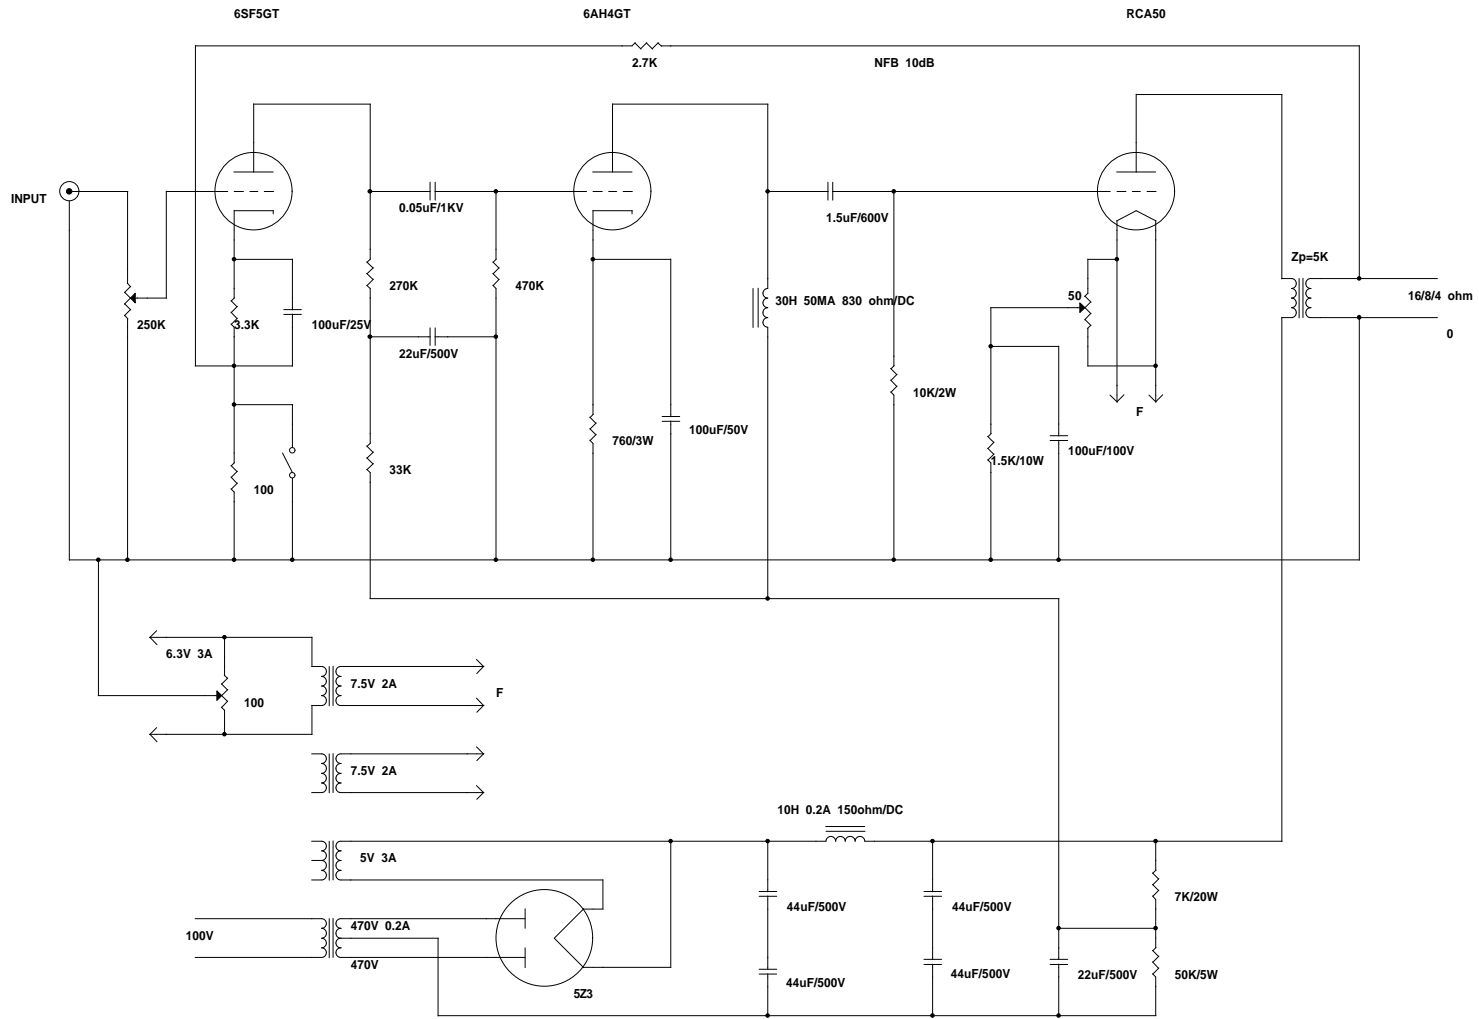 6SF5GT
6AH4GT
RCA50
2.7K
NFB 10dB
INPUT
0.05uF/1KV
1.5uF/600V
Zp=5K
250K
3.3K
100uF/25V
270K
470K
30H 50MA 830 ohm/DC
50
16/8/4 ohm
0
22uF/500V
10K/2W
F
760/3W
100uF/50V
1.5K/10W
100uF/100V
33K
100
6.3V 3A
7.5V 2A
F
100
7.5V 2A
10H 0.2A 150ohm/DC
5V 3A
7K/20W
44uF/500V
44uF/500V
470V 0.2A
100V
470V
44uF/500V
44uF/500V
22uF/500V
50K/5W
5Z3